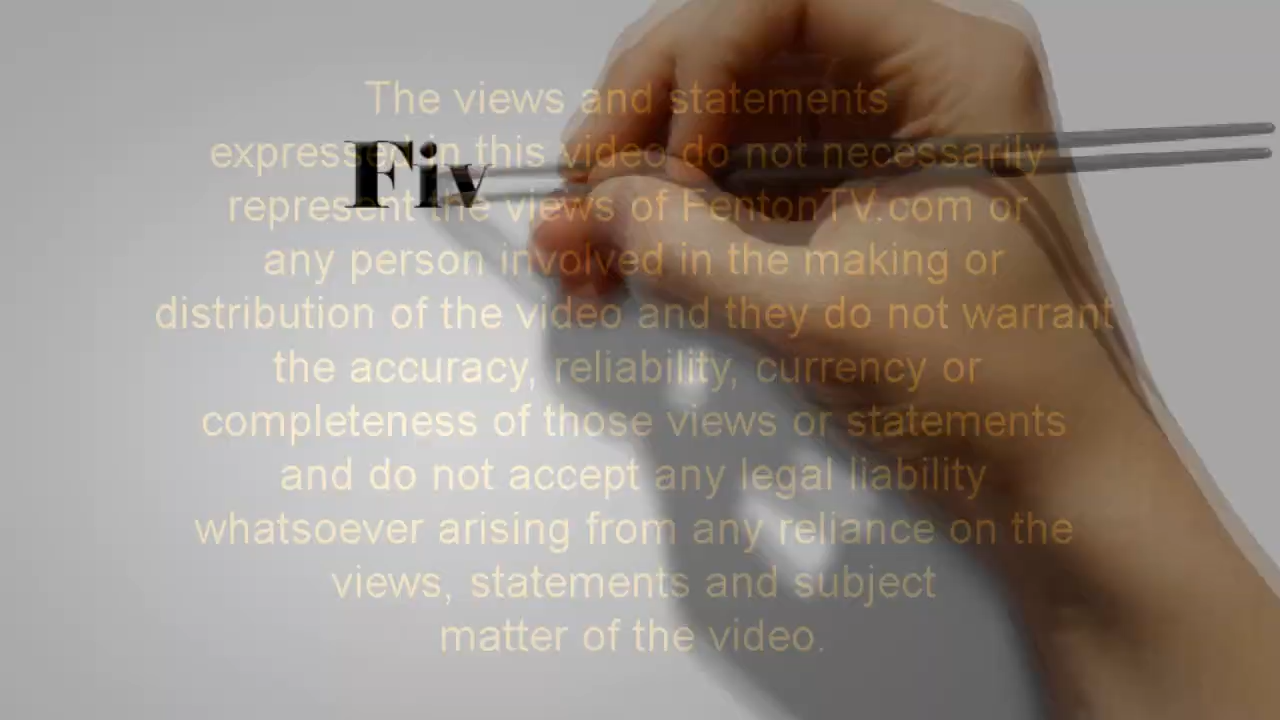 The views and statements
expressed in this video do not necessarily
Fiv
represent the views of FentonTV.com or
any person involved in the making or
distribution of the video and they do not warrant
the accuracy, reliability, currency or
completeness of those views or statements
and do not accept any legal liability
whatsoever arising from any reliance on the
views, statements and subject
matter of the video.